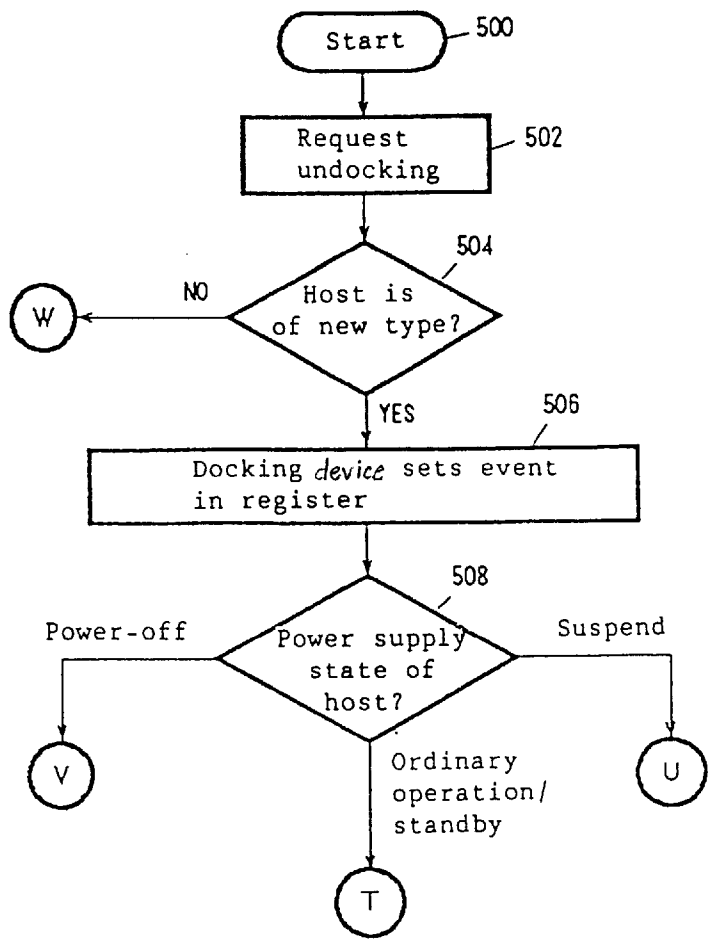 Start
500
Request
undocking
502
504
NO
Host is
of new type?
W
YES
506
Docking device sets event
in register
508
Power-off
Power supply
state of
host?
Suspend
V
Ordinary
operation/
standby
U
T